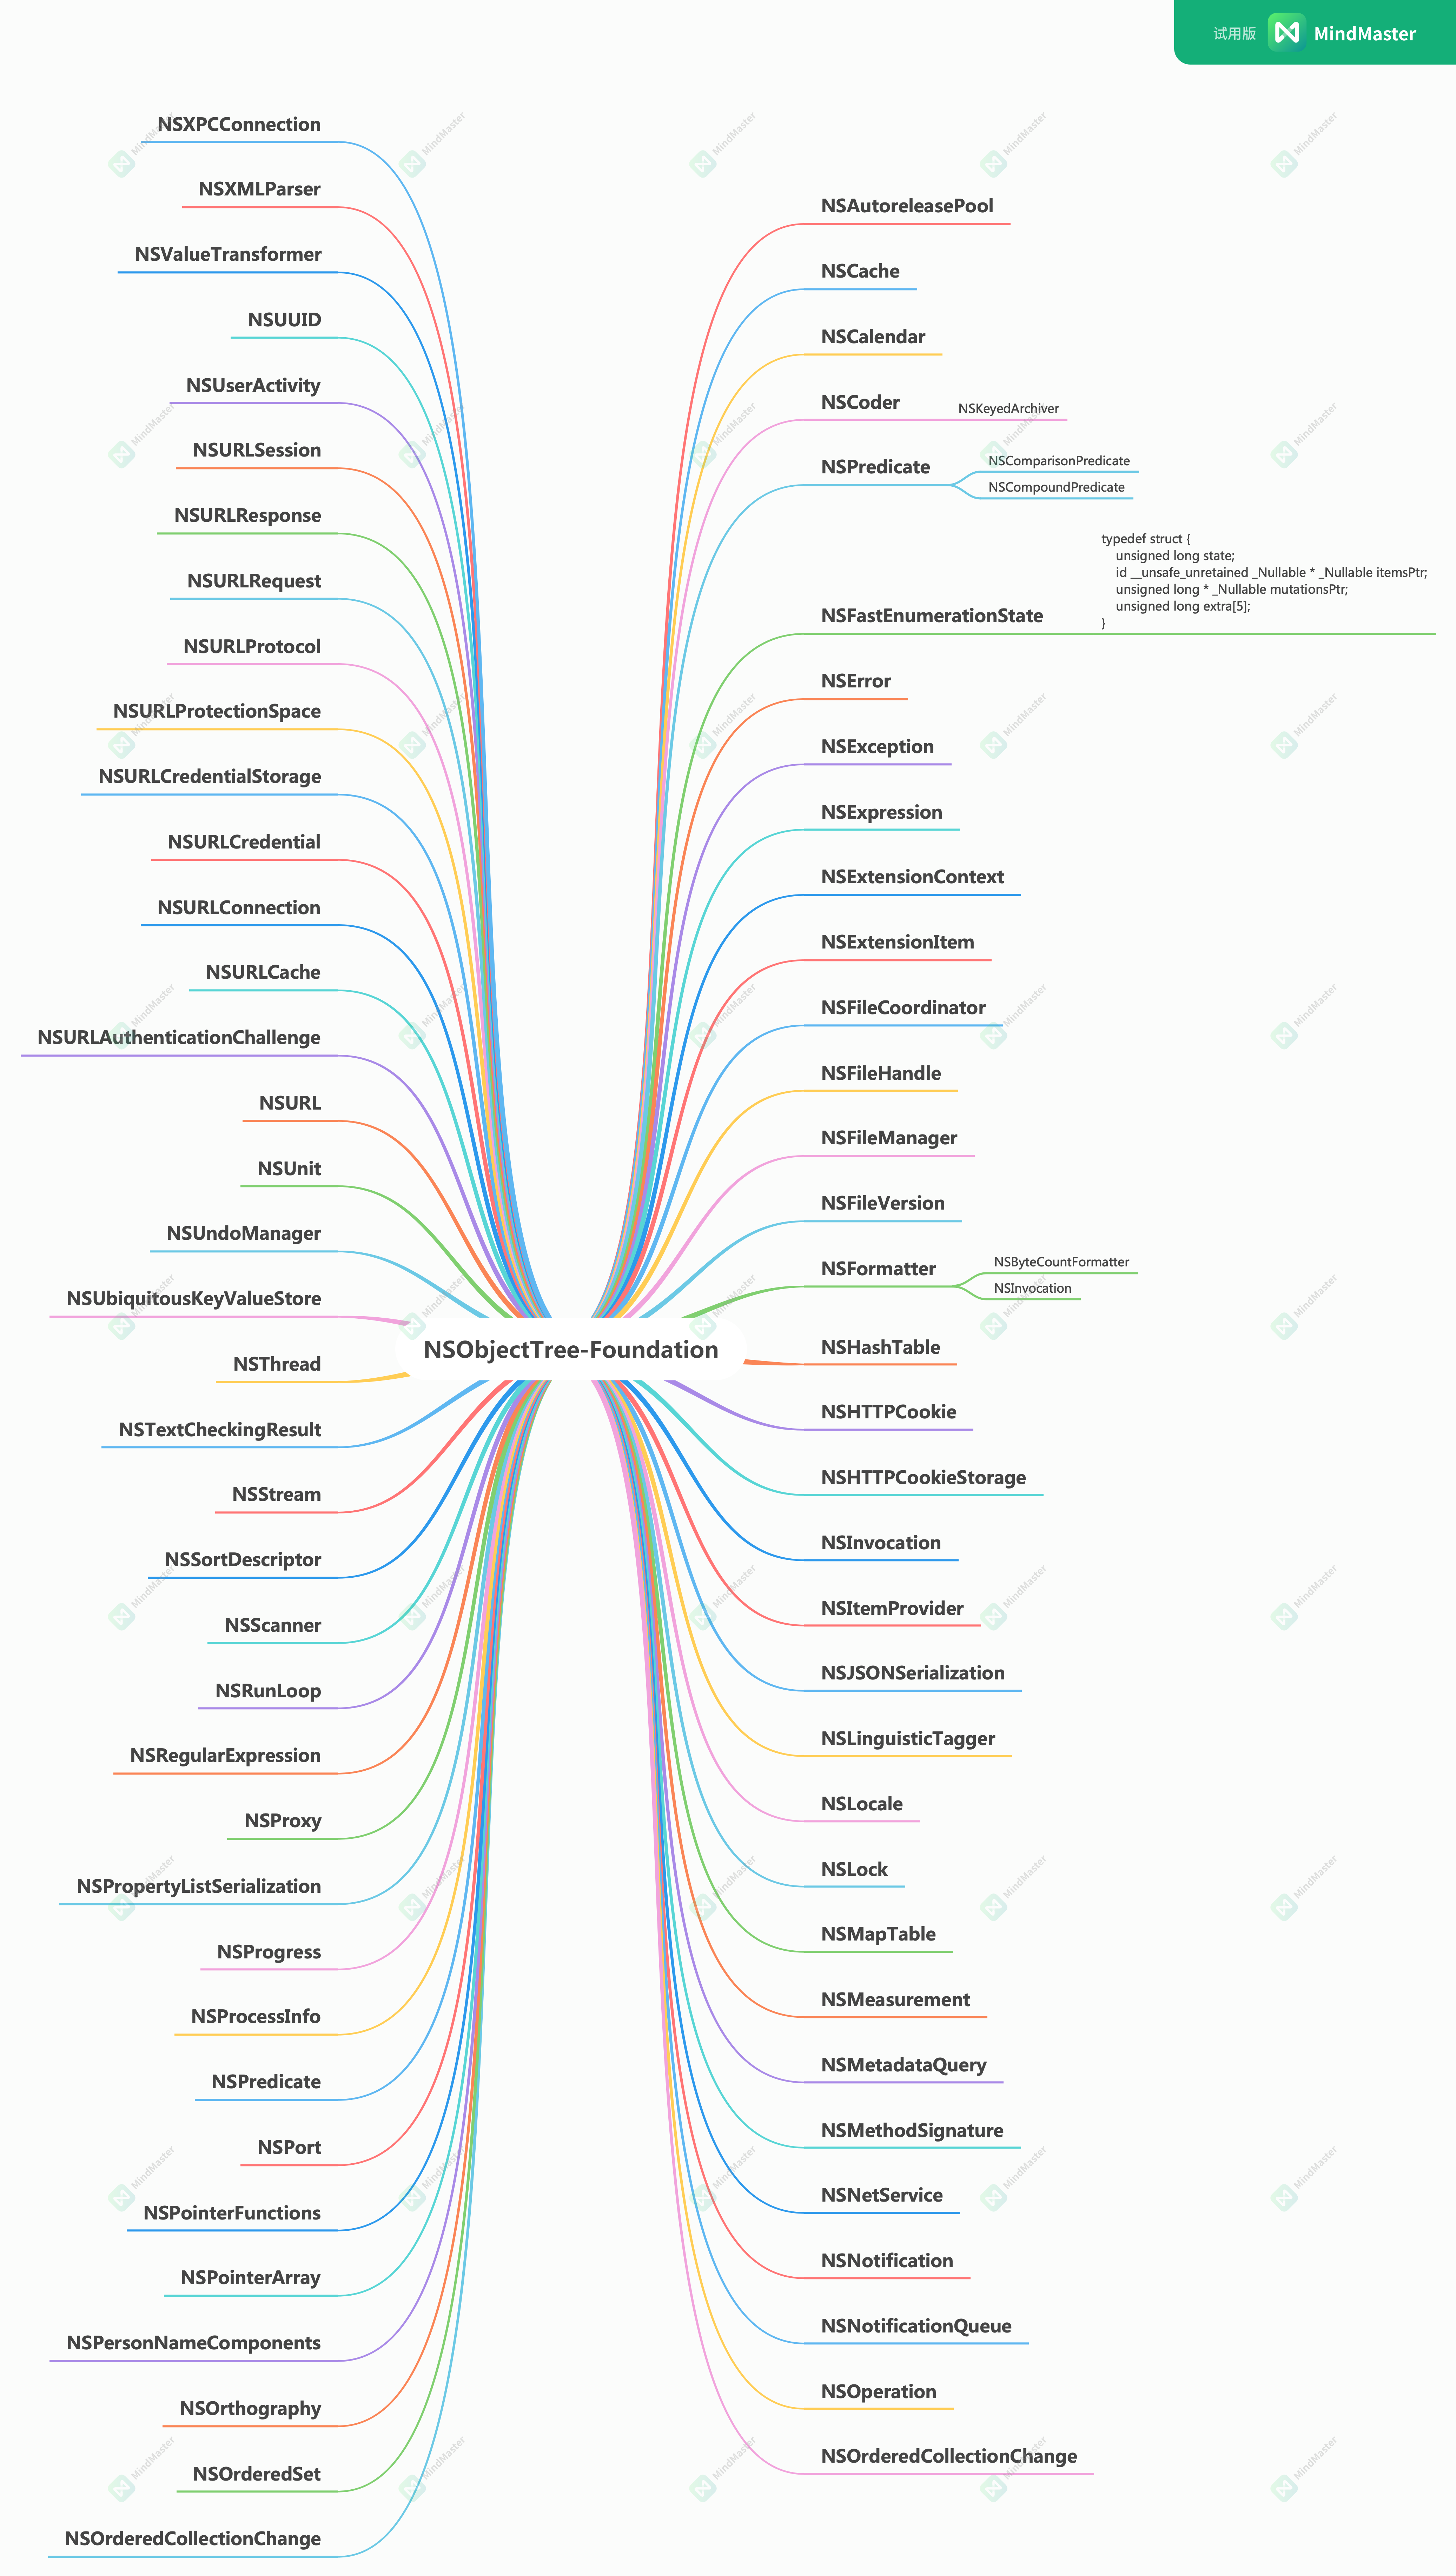 试用版 MindMaster
NSXPCConnection
NSXMLParser
NSValueTransformer
NSUUID
NSUserActivity
NSURLSession
NSURLResponse
NSURLRequest
NSURLProtocol
NSURLProtectionSpace
NSURLCredentialStorage
NSURLCredential
NSURLConnection
NSURLCache
NSURLAuthenticationChallenge
NSURL
NSUnit
NSUndoManager
NSUbiquitousKeyValueStore
NSThread
NSTextCheckingResult
NSStream
NSSortDescriptor
NSScanner
NSRunLoop
NSRegularExpression
NSProxy
NSPropertyListSerialization
NSProgress
NSProcessInfo
NSPredicate
NSPort
NSPointerFunctions
NSPointerArray
NSPersonNameComponents
NSOrthography
NSOrderedSet
NSOrderedCollectionChange
NSObjectTree-Foundation
NSAutoreleasePool
NSCache
NSCalendar
NSCoder
NSKeyedArchiver
NSPredicate
NSComparisonPredicate
NSCompoundPredicate
NSFastEnumerationState
typedef struct {
unsigned long state;
id __unsafe_unretained _Nullable * _Nullable itemsPtr;
unsigned long * _Nullable mutationsPtr;
unsigned long extra[5];
}
NSError
NSException
NSExpression
NSExtensionContext
NSExtensionItem
NSFileCoordinator
NSFileHandle
NSFileManager
NSFileVersion
NSFormatter
NSByteCountFormatter
NSInvocation
NSHashTable
NSHTTPCookie
NSHTTPCookieStorage
NSInvocation
NSItemProvider
NSJSONSerialization
NSLinguisticTagger
NSLocale
NSLock
NSMapTable
NSMeasurement
NSMetadataQuery
NSMethodSignature
NSNetService
NSNotification
NSNotificationQueue
NSOperation
NSOrderedCollectionChange